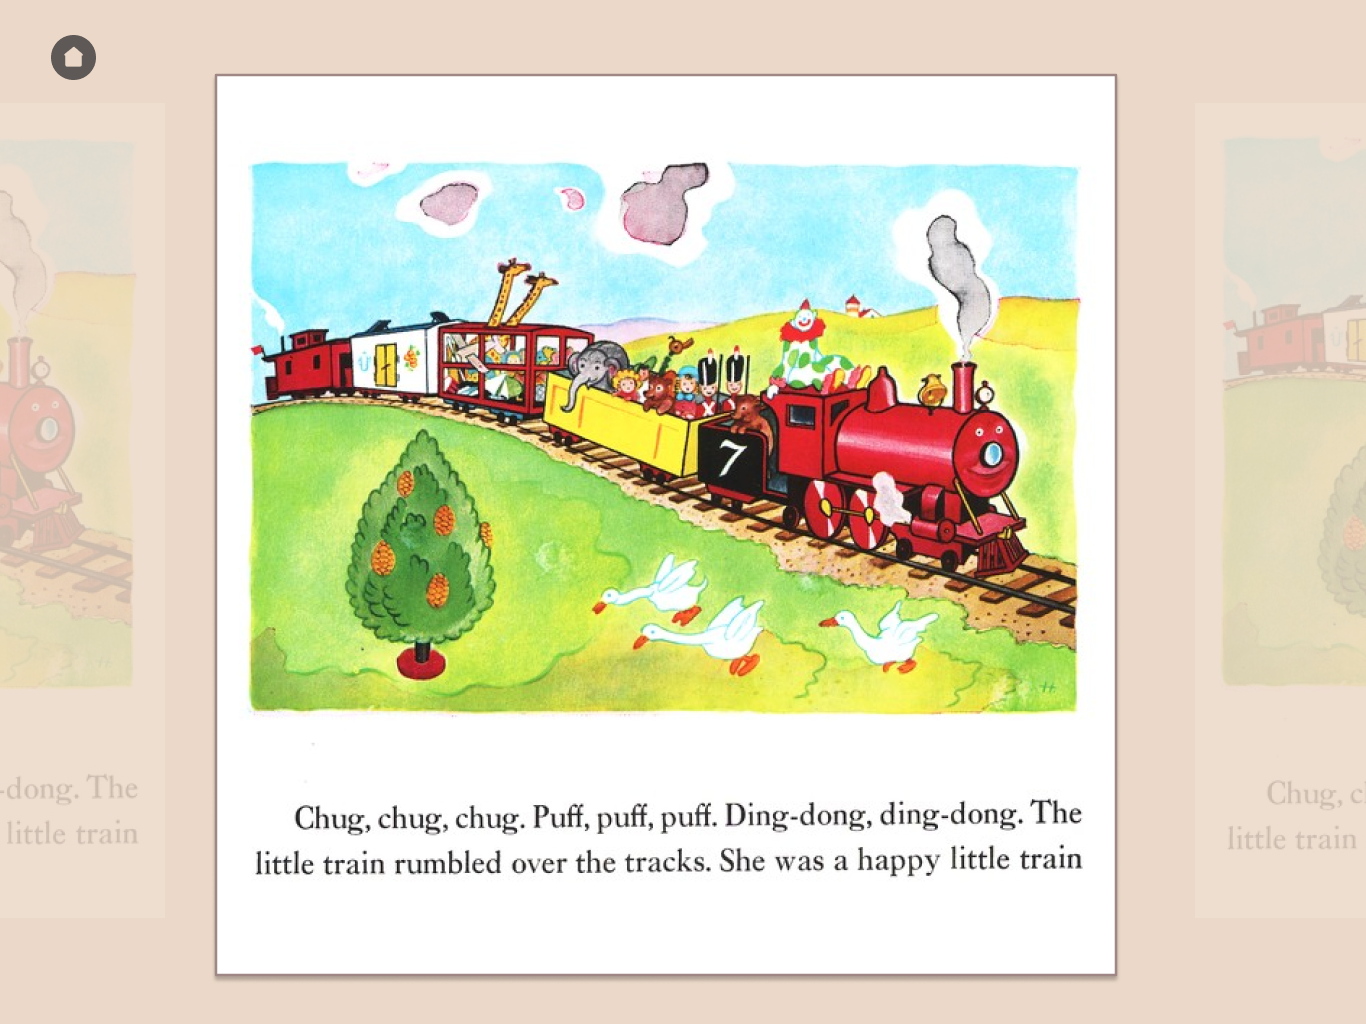 7
H
Chug, chug, chug. Puff, puff, puff. Ding-dong, ding-dong. The
little train rumbled over the tracks. She was a happy little train
-dong. The
little train
Chug, c
little train